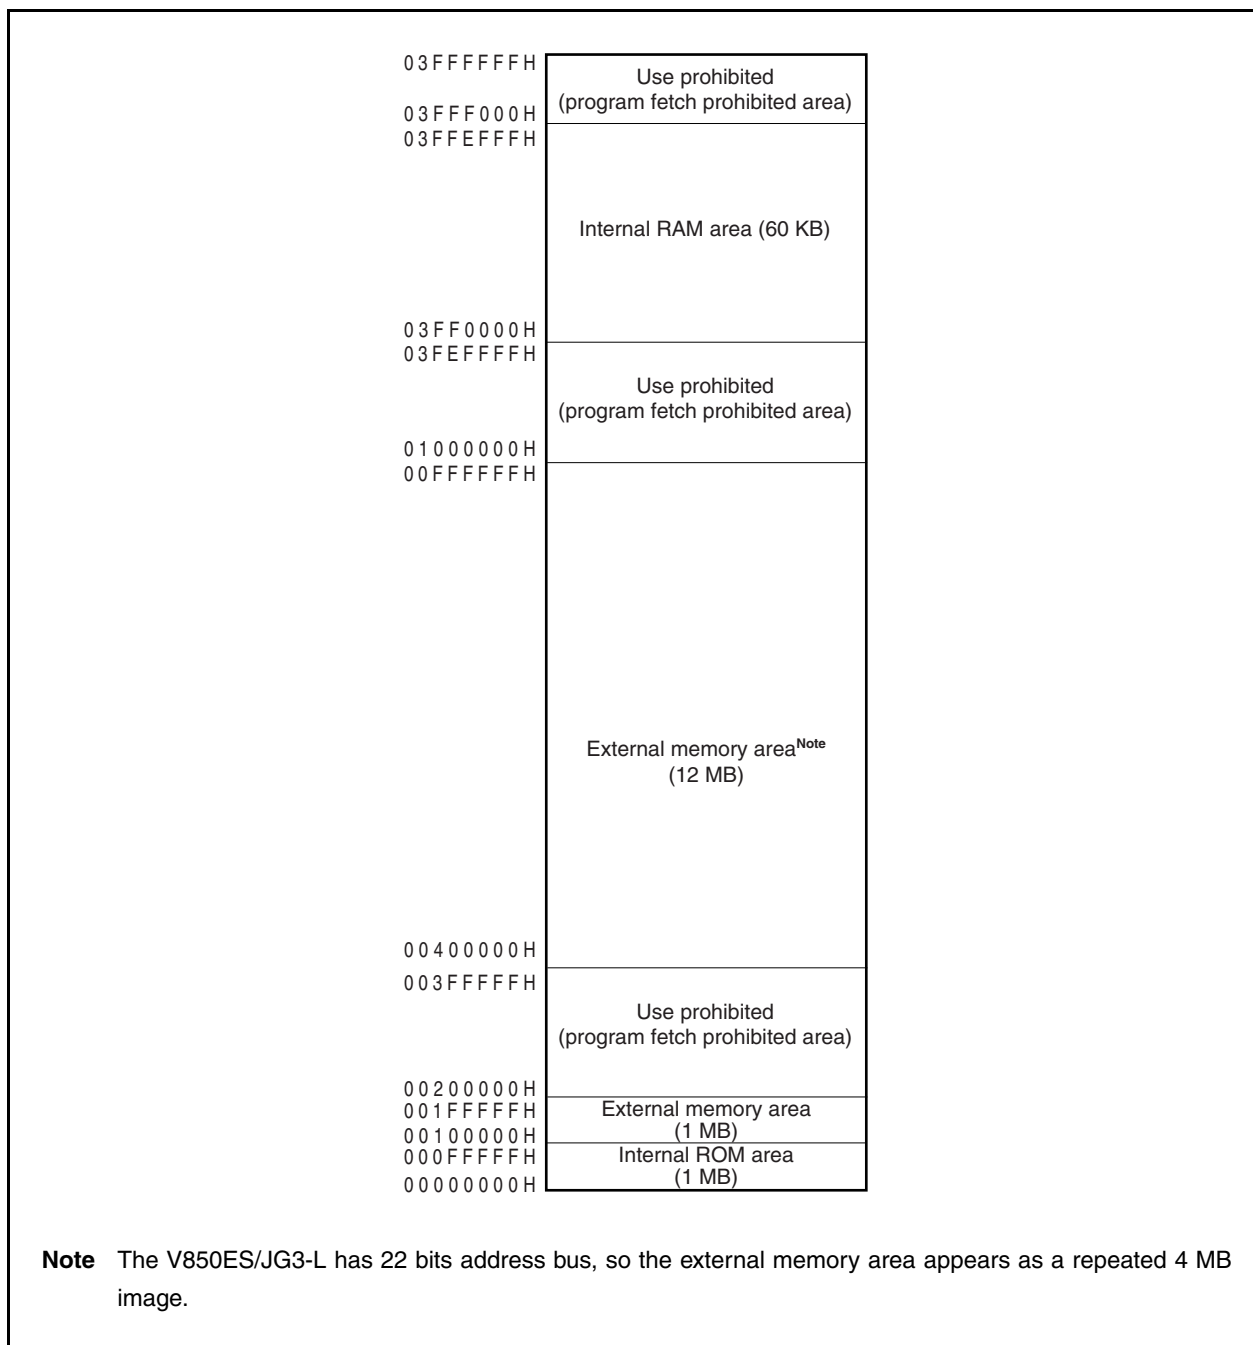 03FFFFFFH
Use prohibited
(program fetch prohibited area)
03FFF000H
03FFEFFFH
Internal RAM area (60 KB)
03FF0000H
03FEFFFFH
Use prohibited
(program fetch prohibited area)
01000000H
00FFFFFFH
External memory areaNote
(12 MB)
00400000H
003FFFFFH
Use prohibited
(program fetch prohibited area)
00200000H
001FFFFFH
External memory area
(1 MB)
00100000H
000FFFFFH
Internal ROM area
(1 MB)
00000000H
Note The V850ES/JG3-L has 22 bits address bus, so the external memory area appears as a repeated 4 MB
image.